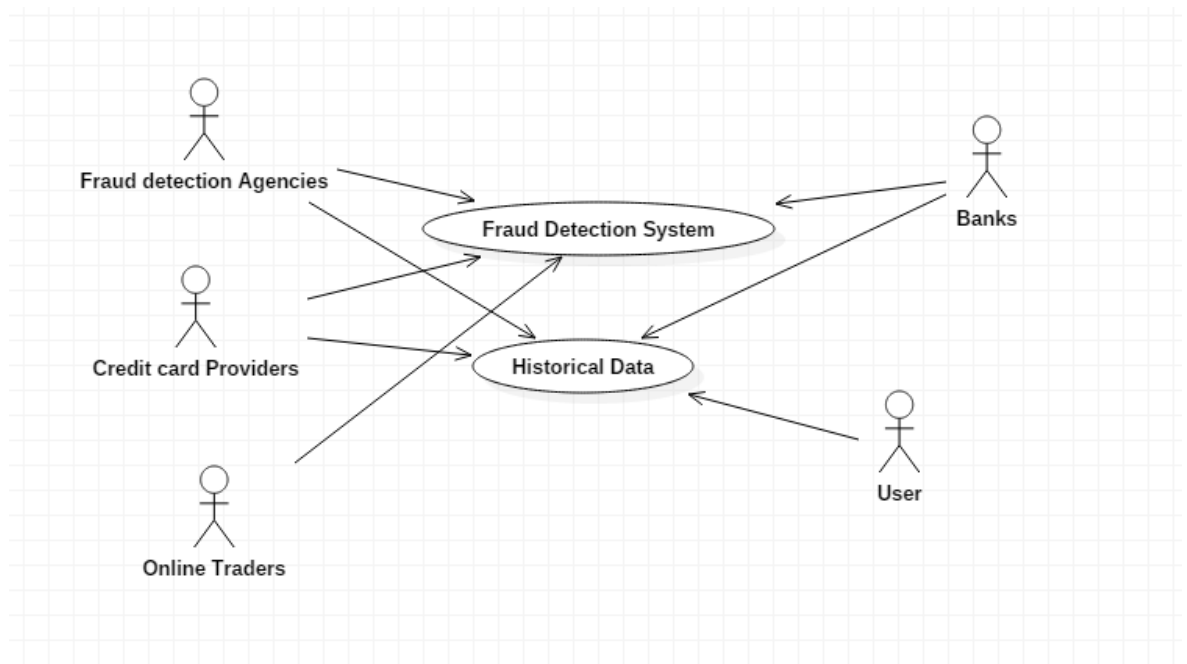 Fraud detection Agencies
Banks
Fraud Detection System
Credit card Providers
Historical Data
User
Online Traders